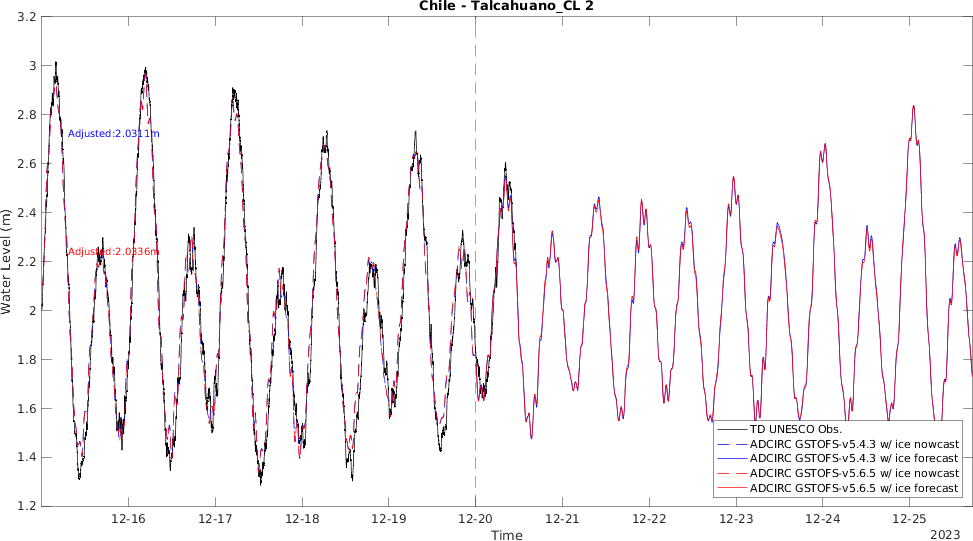 Chile - Talcahuano_CL 2
3.2
3
2.8
2.6
2.4
2.2
2
1.8
1.6
1.4
1.2
Water Level (m)
Adjusted:2.0311m
Adjusted:2.0336m
TD UNESCO Obs.
ADCIRC GSTOFS-v5.4.3 w/ ice nowcast
ADCIRC GSTOFS-v5.4.3 w/ ice forecast
ADCIRC GSTOFS-v5.6.5 w/ ice nowcast
ADCIRC GSTOFS-v5.6.5 w/ ice forecast
12-16 12-17 12-18 12-19 12-20 12-21 12-22 12-23 12-24 12-25
Time
2023